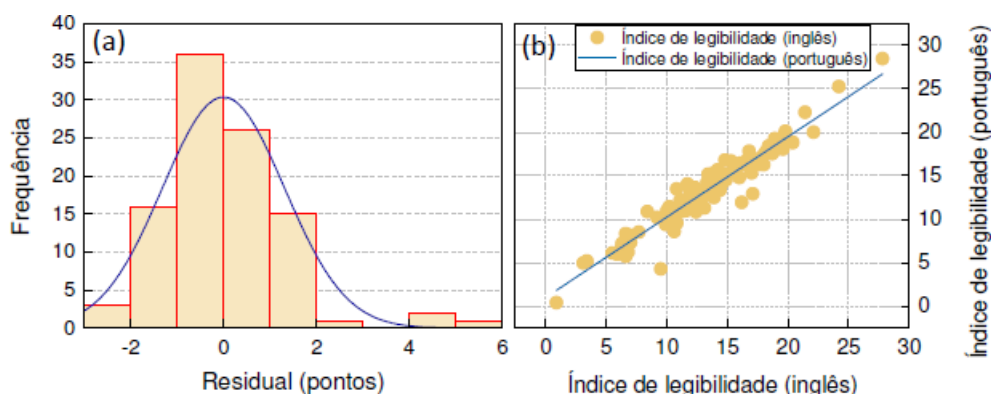 (a)
40
35
30
25
20
15
10
5
0
Frequência
-2 0 2 4 6
Residual (pontos)
(b)
Índice de legibilidade (inglês)
Índice de legibilidade (português)
30
25
20
15
10
5
0
Índice de legibilidade (português)
0 5 10 15 20 25 30
Índice de legibilidade (inglês)